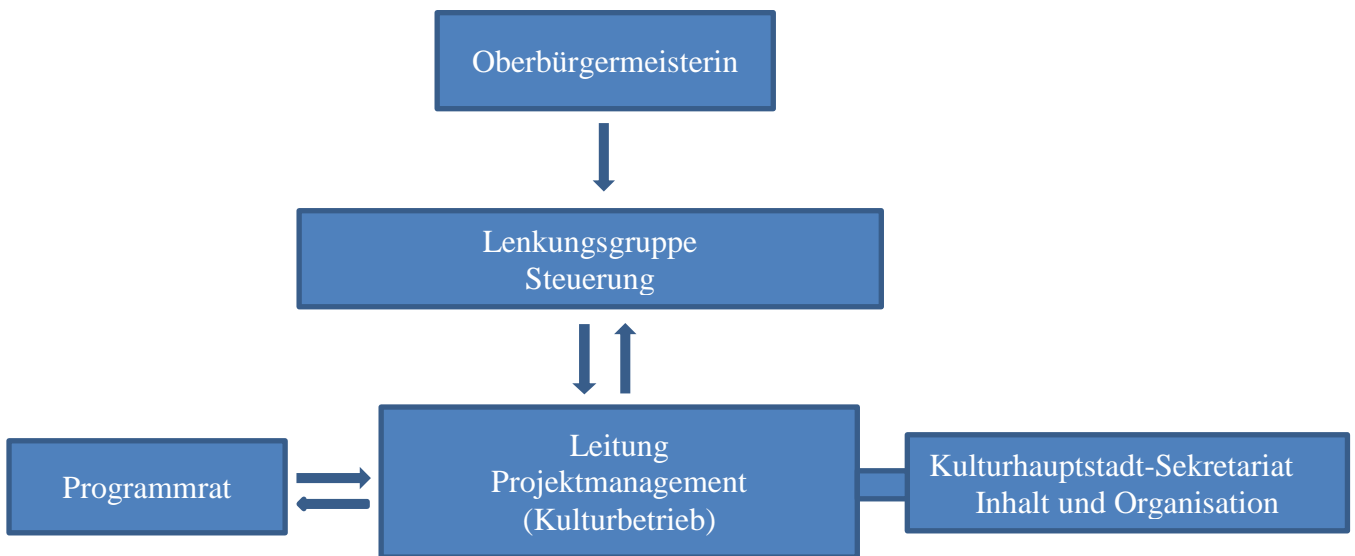 Oberbürgermeisterin
Lenkungsgruppe
Steuerung
Programmrat
Leitung
Projektmanagement
(Kulturbetrieb)
Kulturhauptstadt-Sekretariat
Inhalt und Organisation